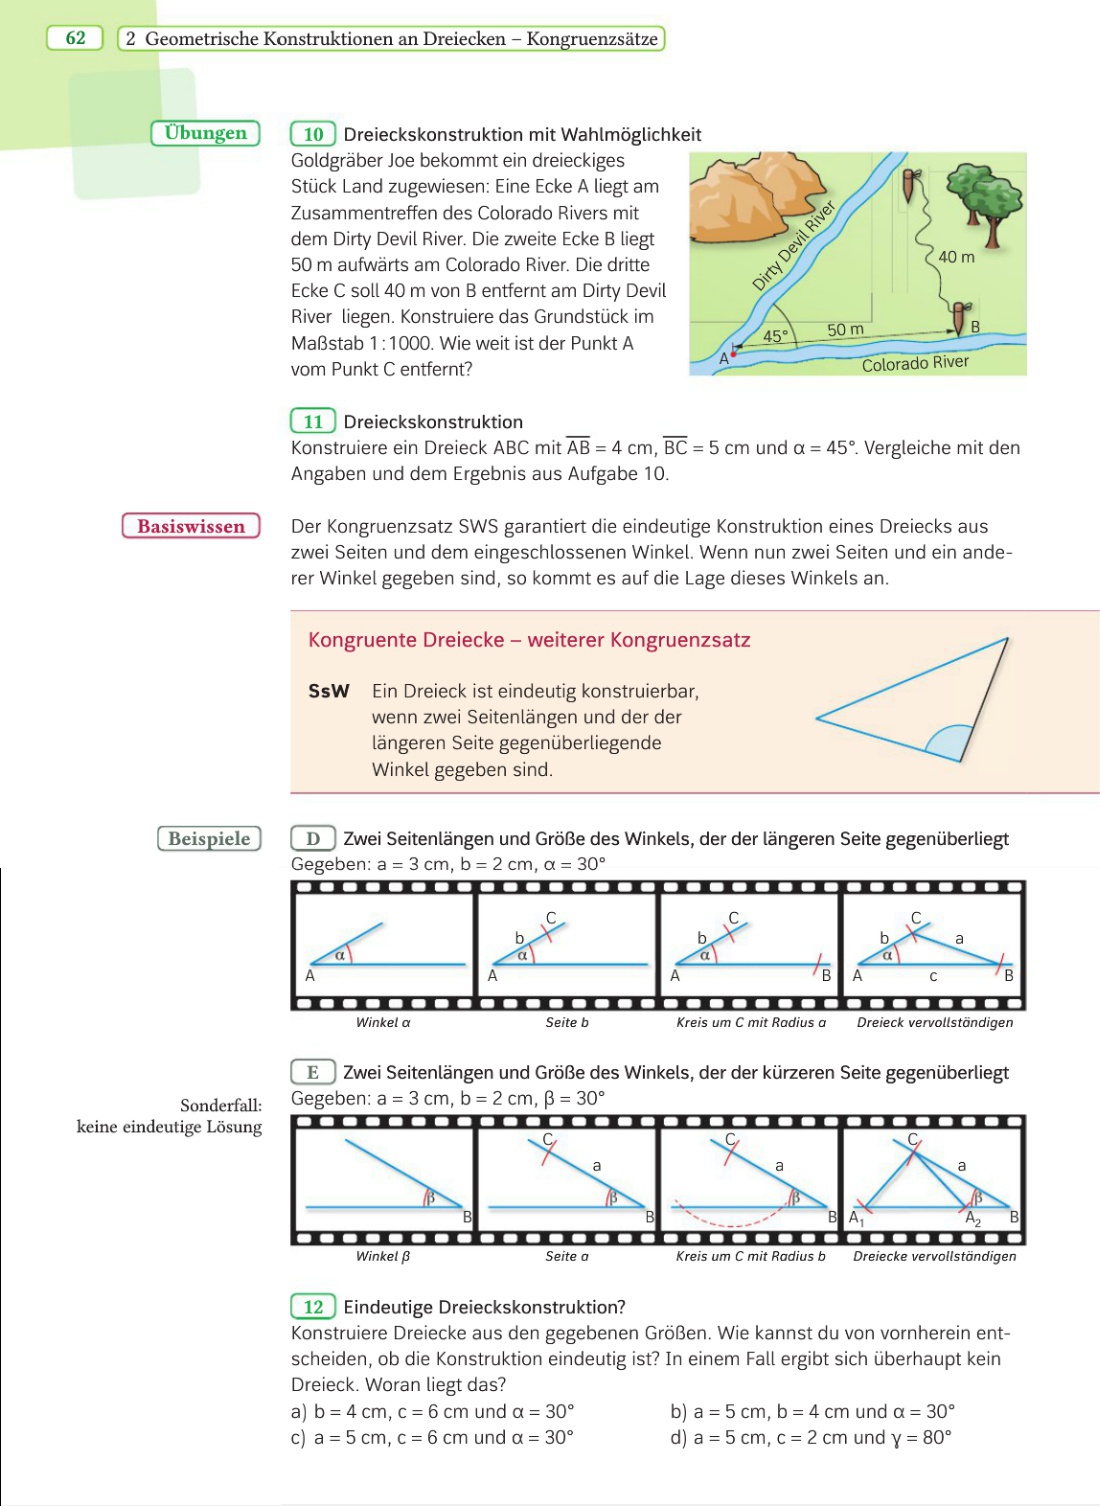 62
2 Geometrische Konstruktionen an Dreiecken – Kongruenzsätze
Übungen
10 Dreieckskonstruktion mit Wahlmöglichkeit
Goldgräber Joe bekommt ein dreieckiges
Stück Land zugewiesen: Eine Ecke A liegt am
Zusammentreffen des Colorado Rivers mit
dem Dirty Devil River. Die zweite Ecke B liegt
50 m aufwärts am Colorado River. Die dritte
Ecke C soll 40 m von B entfernt am Dirty Devil
River liegen. Konstruiere das Grundstück im
Maßstab 1 : 1000. Wie weit ist der Punkt A
vom Punkt C entfernt?
Dirty Devil River
40 m
45°
50 m
B
A
Colorado River
11 Dreieckskonstruktion
Konstruiere ein Dreieck ABC mit A̅B̅ = 4 cm, B̅C̅ = 5 cm und α = 45°. Vergleiche mit den
Angaben und dem Ergebnis aus Aufgabe 10.
Basiswissen
Der Kongruenzsatz SWS garantiert die eindeutige Konstruktion eines Dreiecks aus
zwei Seiten und dem eingeschlossenen Winkel. Wenn nun zwei Seiten und ein ande-
rer Winkel gegeben sind, so kommt es auf die Lage dieses Winkels an.
Kongruente Dreiecke – weiterer Kongruenzsatz
SsW Ein Dreieck ist eindeutig konstruierbar,
wenn zwei Seitenlängen und der der
längeren Seite gegenüberliegende
Winkel gegeben sind.
Beispiele
D Zwei Seitenlängen und Größe des Winkels, der der längeren Seite gegenüberliegt
Gegeben: a = 3 cm, b = 2 cm, α = 30°
α
A
C
b
α
A
C
b
α
A
B
C
b
a
α
A
c
B
Winkel α
Seite b
Kreis um C mit Radius a
Dreieck vervollständigen
E Zwei Seitenlängen und Größe des Winkels, der der kürzeren Seite gegenüberliegt
Gegeben: a = 3 cm, b = 2 cm, β = 30°
Sonderfall:
keine eindeutige Lösung
β
B
C
a
β
B
C
a
β
B
C
a
β
A₁
A₂
B
Winkel β
Seite a
Kreis um C mit Radius b
Dreiecke vervollständigen
12 Eindeutige Dreieckskonstruktion?
Konstruiere Dreiecke aus den gegebenen Größen. Wie kannst du von vornherein ent-
scheiden, ob die Konstruktion eindeutig ist? In einem Fall ergibt sich überhaupt kein
Dreieck. Woran liegt das?
a) b = 4 cm, c = 6 cm und α = 30°
b) a = 5 cm, b = 4 cm und α = 30°
c) a = 5 cm, c = 6 cm und α = 30°
d) a = 5 cm, c = 2 cm und γ = 80°